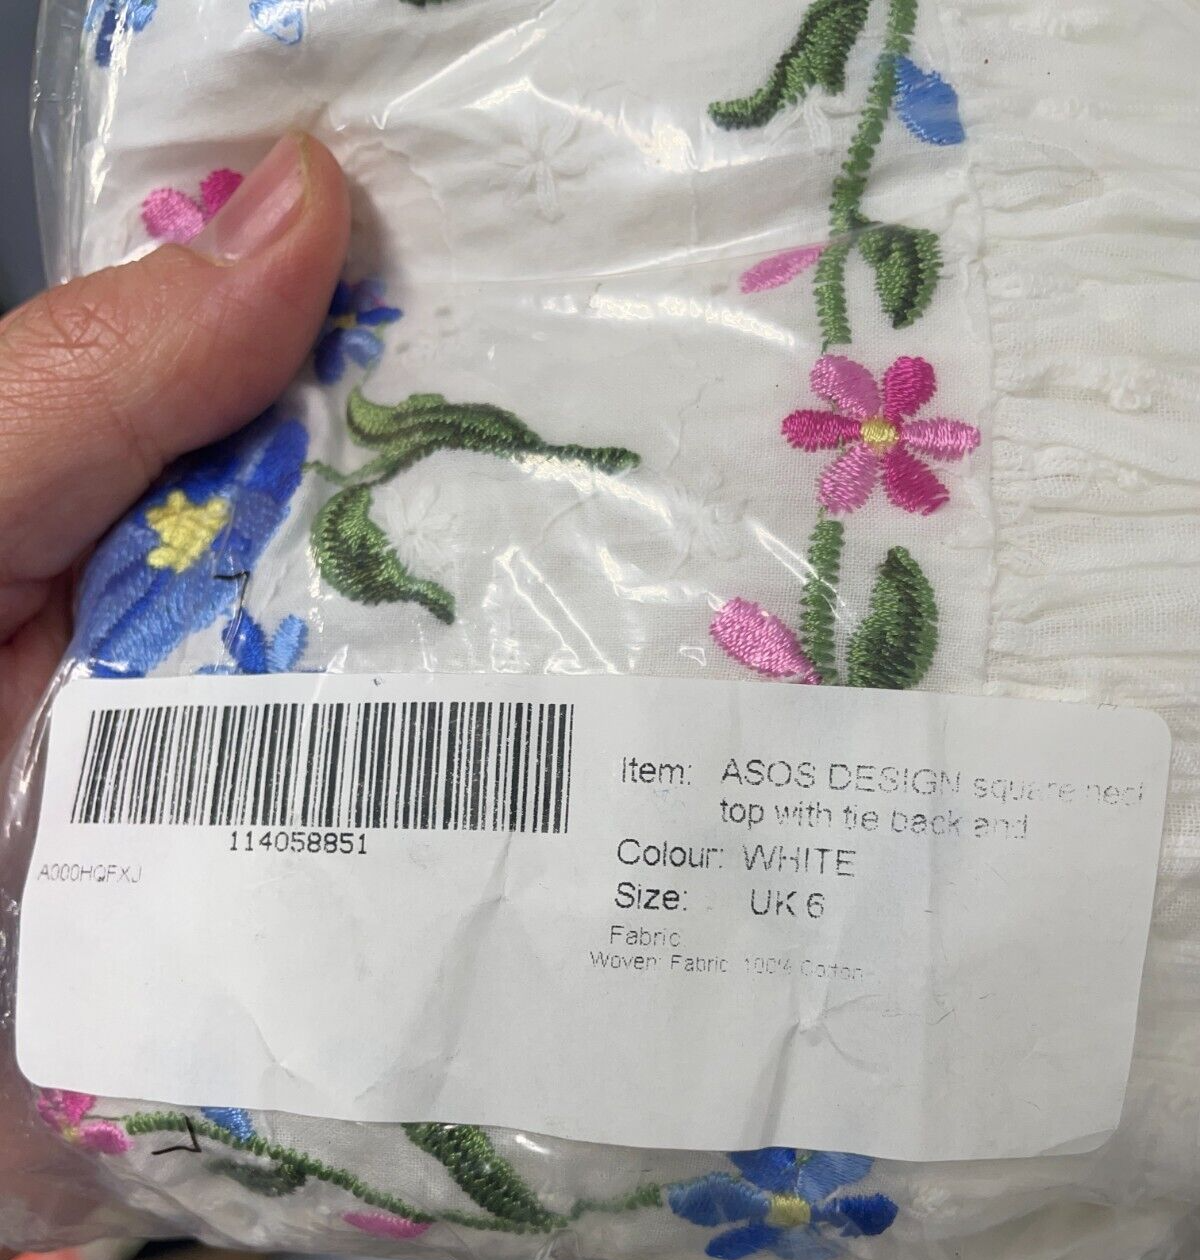 114058851
A000HQFXJ
Item: ASOS DESIGN square neck
top with tie back and
Colour: WHITE
Size: UK 6
Fabric
Woven Fabric 100% Cotton